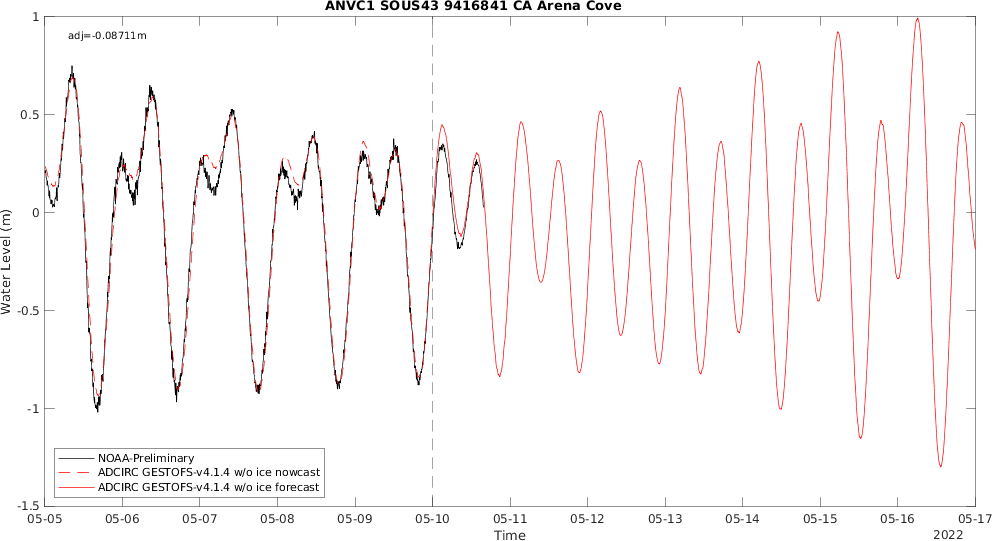 ANVC1 SOUS43 9416841 CA Arena Cove
adj=-0.08711m
1
0.5
0
-0.5
-1
-1.5
Water Level (m)
NOAA-Preliminary
ADCIRC GESTOFS-v4.1.4 w/o ice nowcast
ADCIRC GESTOFS-v4.1.4 w/o ice forecast
05-05 05-06 05-07 05-08 05-09 05-10 05-11 05-12 05-13 05-14 05-15 05-16 05-17
Time
2022